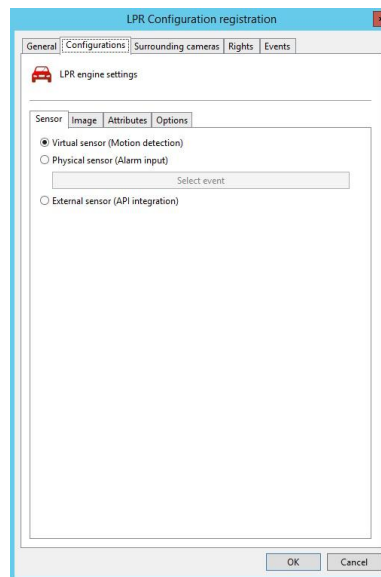 LPR Configuration registration
General Configurations Surrounding cameras Rights Events
LPR engine settings
Sensor Image Attributes Options
Virtual sensor (Motion detection)
Physical sensor (Alarm input)
Select event
External sensor (API integration)
OK Cancel